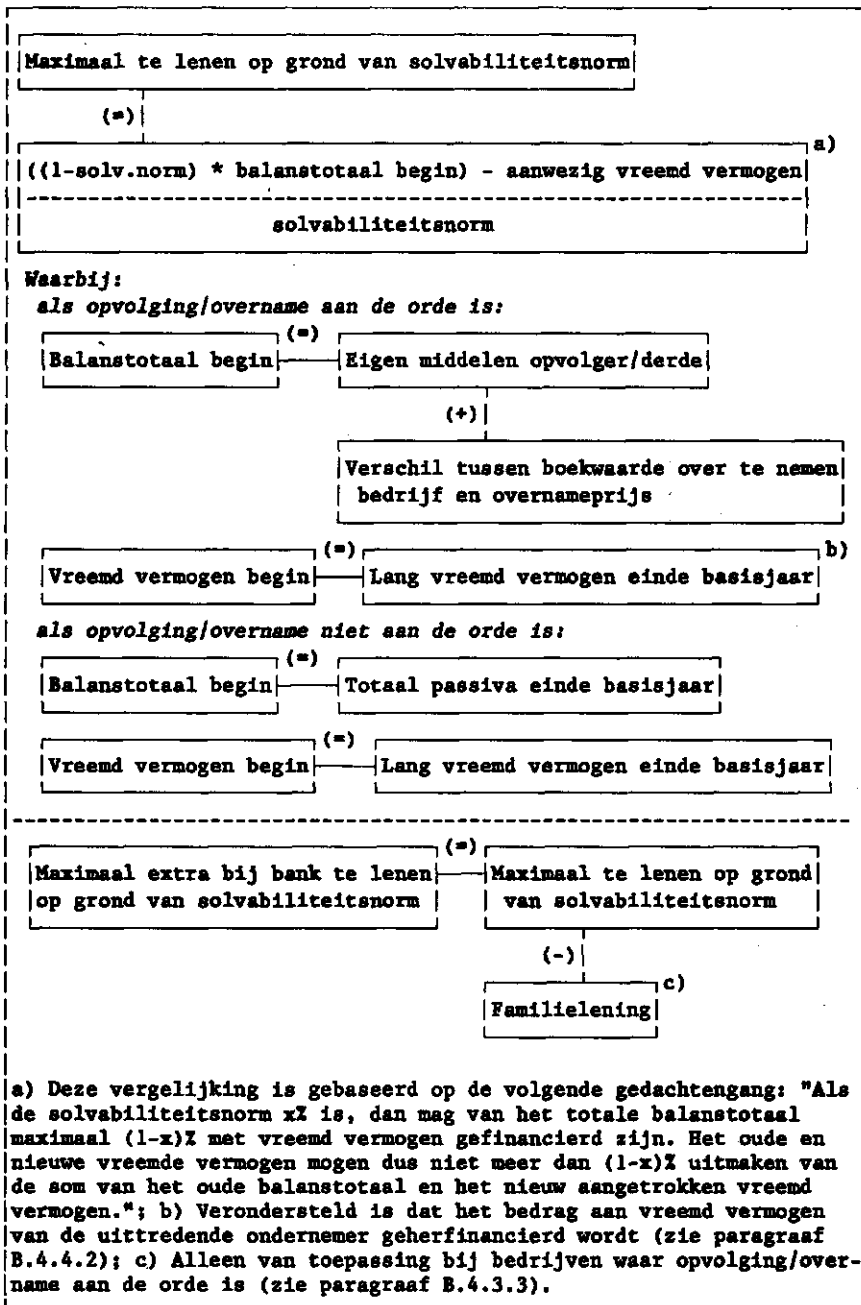 Maximaal te lenen op grond van solvabiliteitsnorm
(=)
((1-solv.norm) * balanstotaal begin) - aanwezig vreemd vermogen a)
solvabiliteitsnorm
Waarbij:
als opvolging/overname aan de orde is:
Balanstotaal begin (=) Eigen middelen opvolger/derde
(+)
Verschil tussen boekwaarde over te nemen
bedrijf en overnameprijs
Vreemd vermogen begin (=) Lang vreemd vermogen einde basisjaar b)
als opvolging/overname niet aan de orde is:
Balanstotaal begin (=) Totaal passiva einde basisjaar
Vreemd vermogen begin (=) Lang vreemd vermogen einde basisjaar
Maximaal extra bij bank te lenen (=) Maximaal te lenen op grond
op grond van solvabiliteitsnorm van solvabiliteitsnorm
(-)
Familielening c)
a) Deze vergelijking is gebaseerd op de volgende gedachtengang: "Als
de solvabiliteitsnorm x% is, dan mag van het totale balanstotaal
maximaal (1-x)% met vreemd vermogen gefinancierd zijn. Het oude en
nieuwe vreemde vermogen mogen dus niet meer dan (1-x)% uitmaken van
de som van het oude balanstotaal en het nieuw aangetrokken vreemd
vermogen."; b) Verondersteld is dat het bedrag aan vreemd vermogen
van de uittredende ondernemer geherfinancierd wordt (zie paragraaf
B.4.4.2); c) Alleen van toepassing bij bedrijven waar opvolging/over-
name aan de orde is (zie paragraaf B.4.3.3).